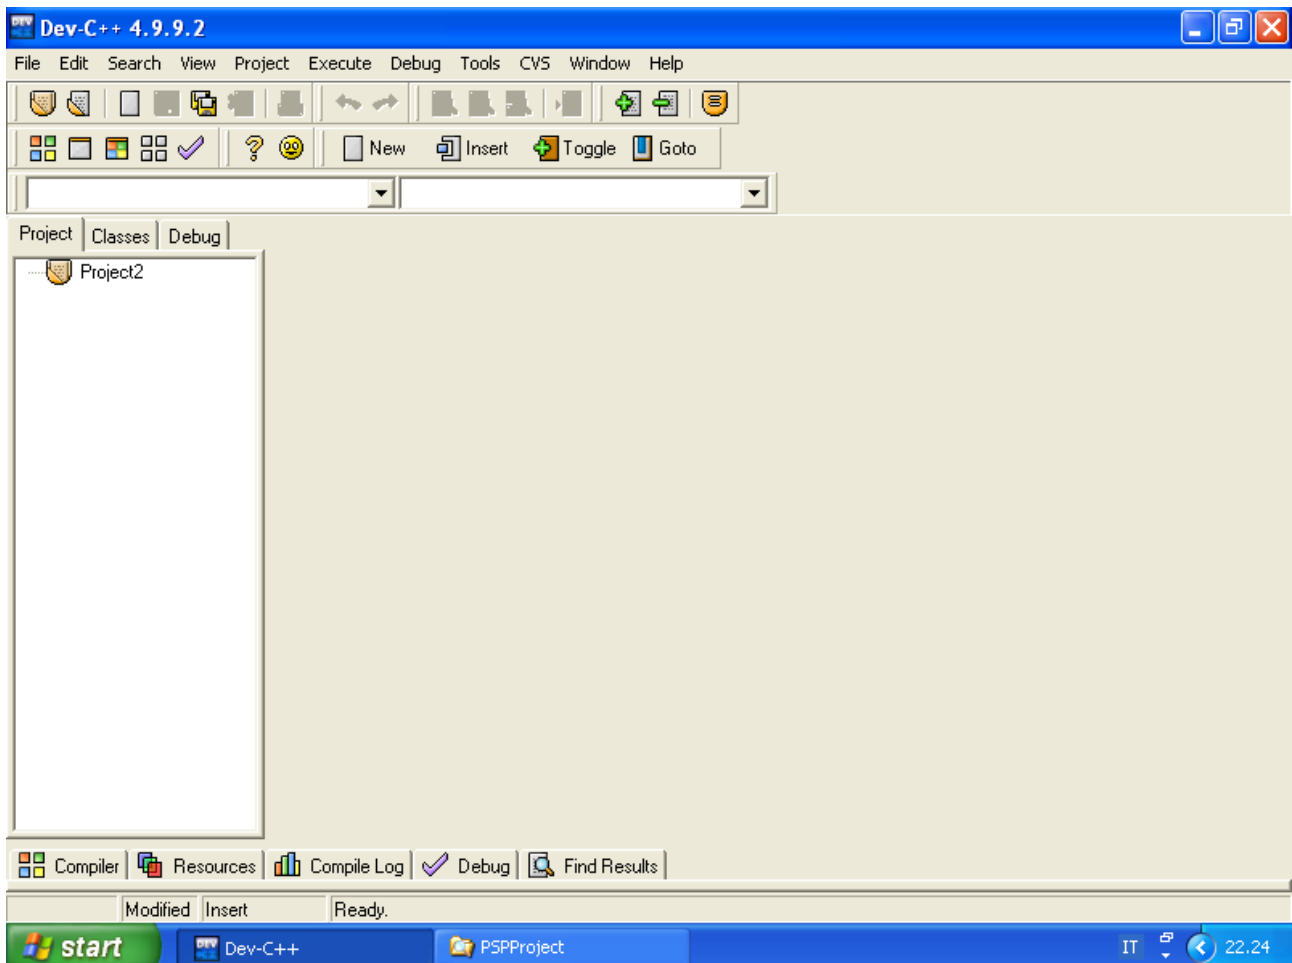 Dev-C++ 4.9.9.2
File Edit Search View Project Execute Debug Tools CVS Window Help
New Insert Toggle Goto
Project Classes Debug
Project2
Compiler Resources Compile Log Debug Find Results
Modified Insert Ready.
start DEV Dev-C++ PSPProject IT 22.24